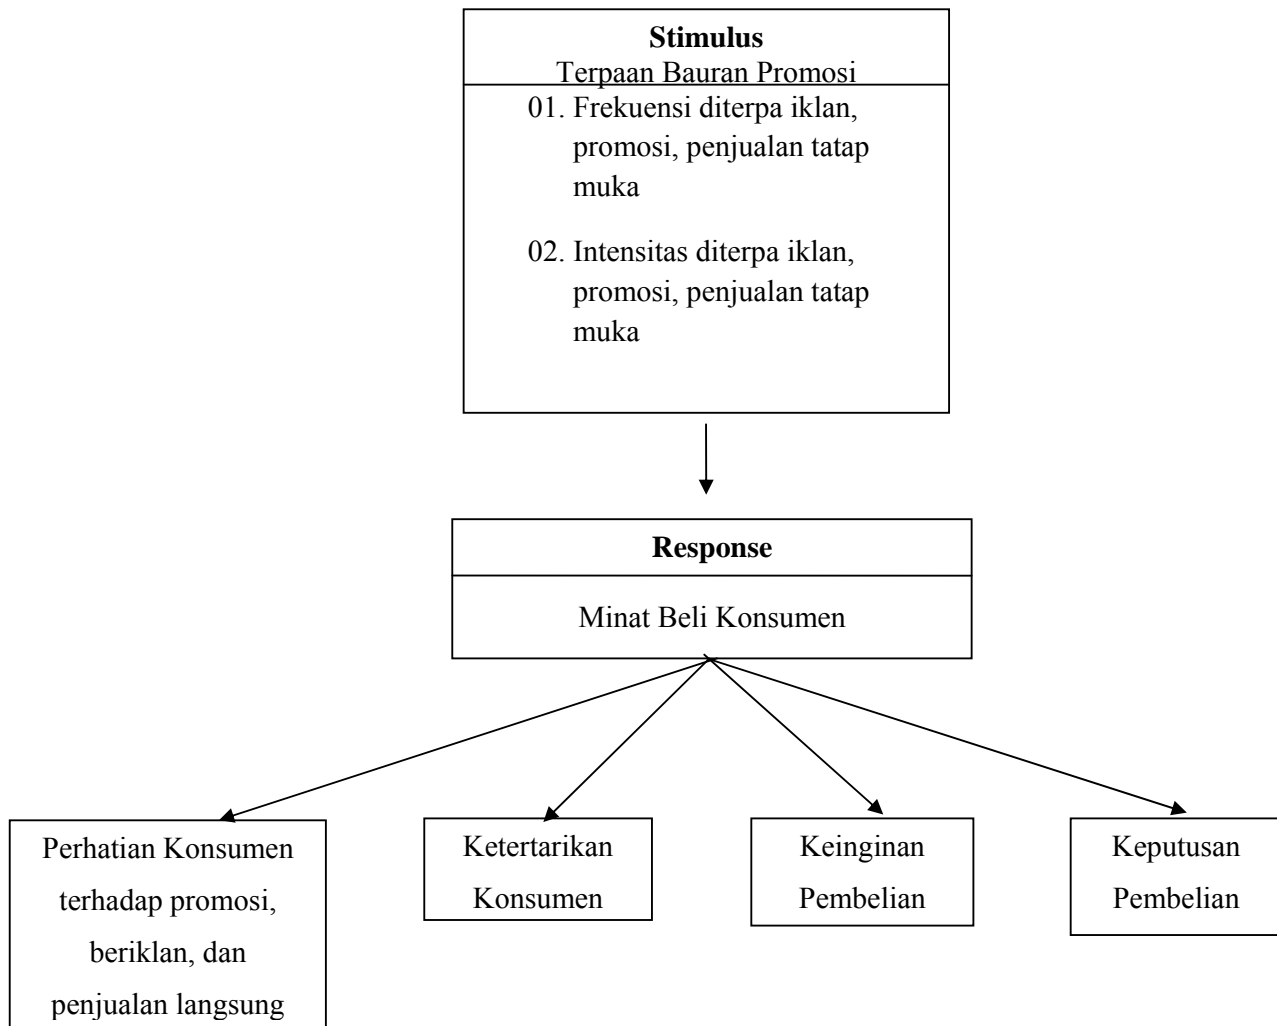 Stimulus
Terpaan Bauran Promosi
01. Frekuensi diterpa iklan,
promosi, penjualan tatap
muka
02. Intensitas diterpa iklan,
promosi, penjualan tatap
muka
Response
Minat Beli Konsumen
Perhatian Konsumen
terhadap promosi,
beriklan, dan
penjualan langsung
Ketertarikan
Konsumen
Keinginan
Pembelian
Keputusan
Pembelian